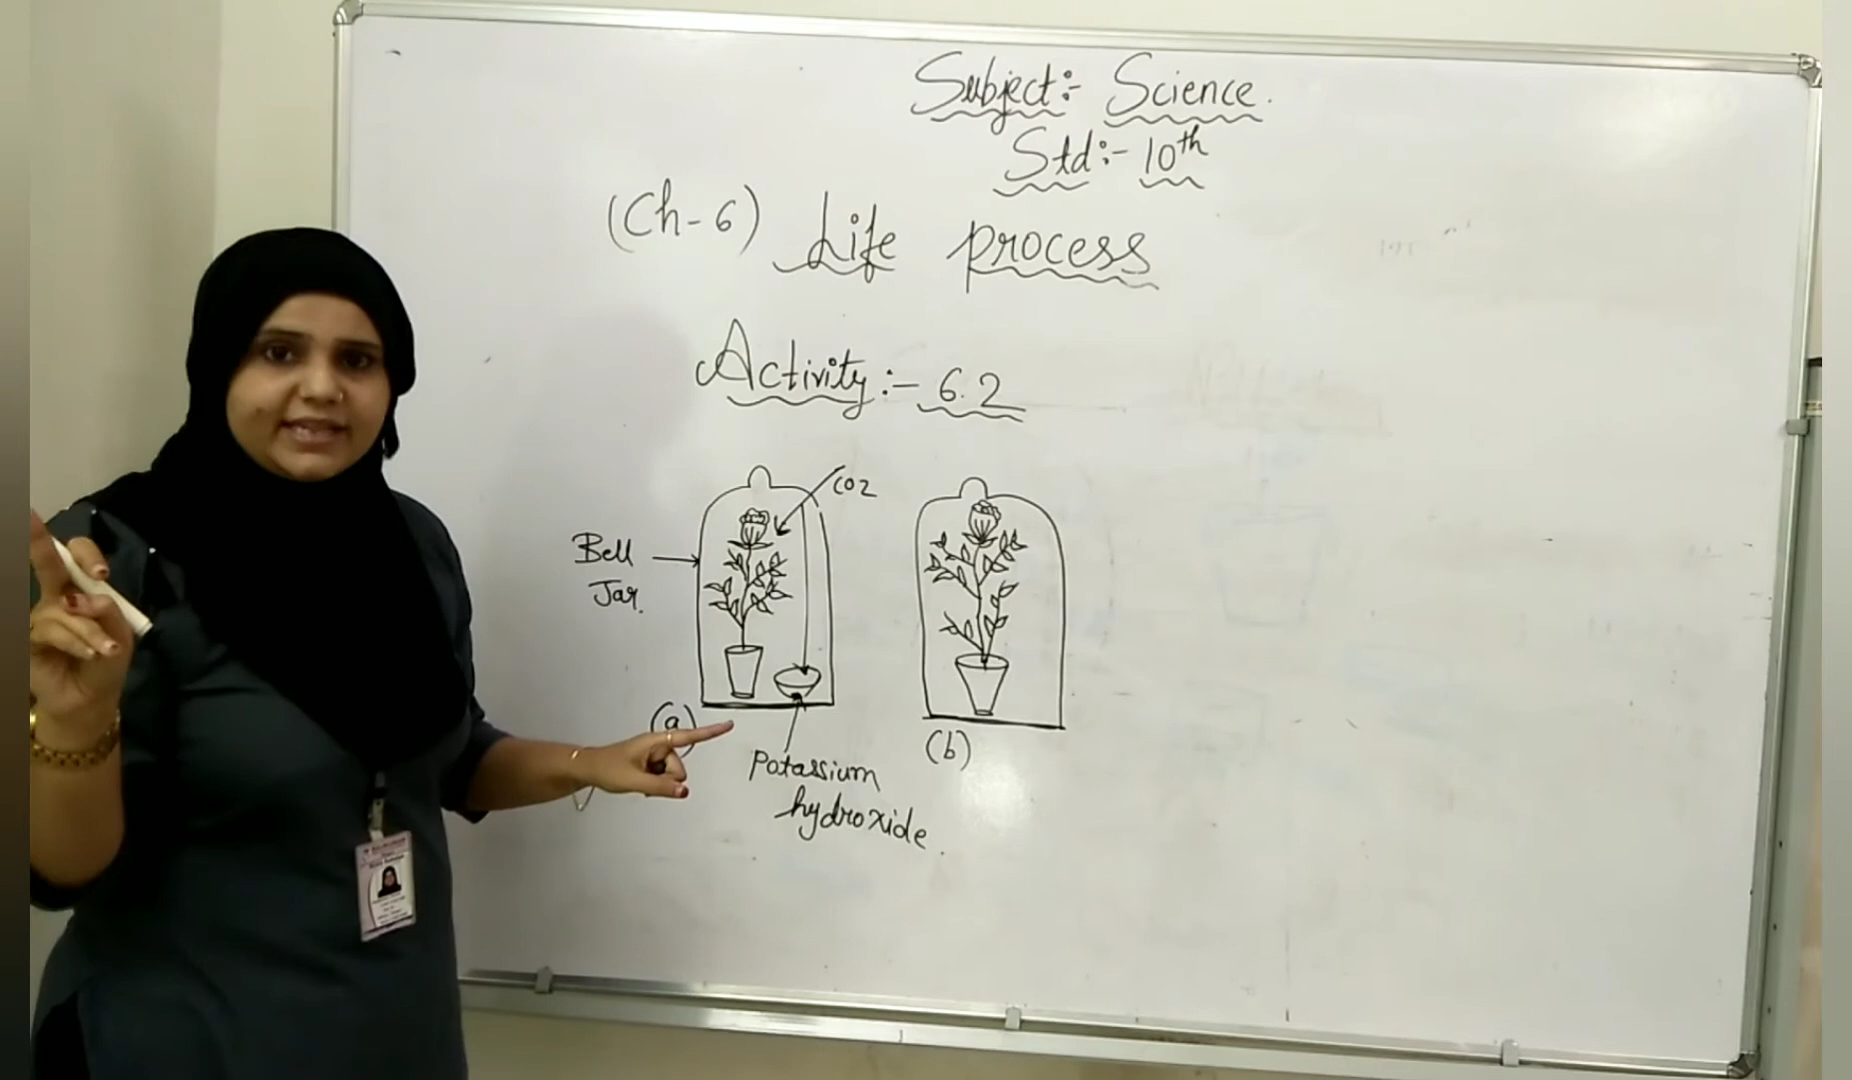 Subject:- Science.
Std:- 10th
(Ch-6) Life process
Activity:- 6.2
CO2
Bell
Jar.
(a)
(b)
Potassium
hydroxide.